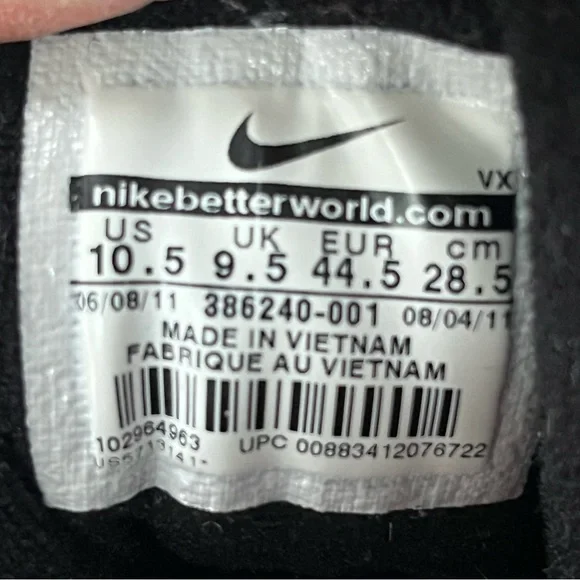 VX
nikebetterworld.com
US UK EUR cm
10.5 9.5 44.5 28.5
06/08/11 386240-001 08/04/11
MADE IN VIETNAM
FABRIQUE AU VIETNAM
102964963 UPC 00883412076722